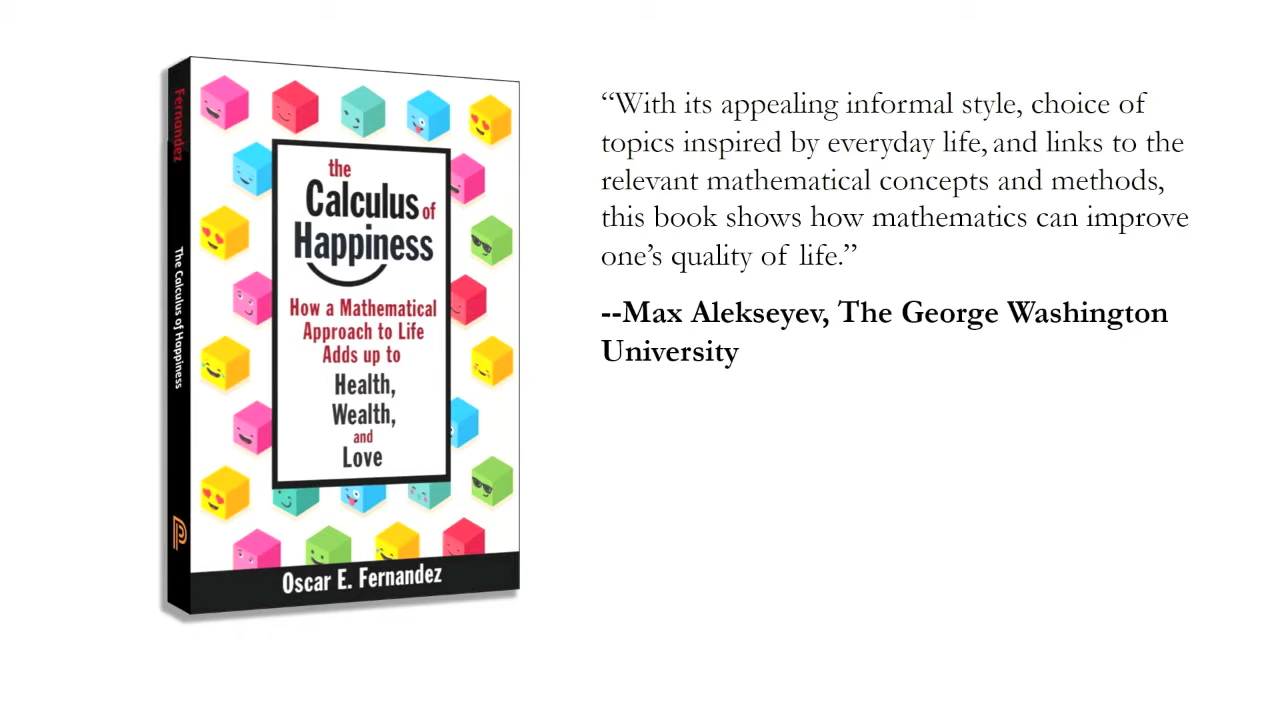 Fernandez
The Calculus of Happiness
the
Calculus of
Happiness
How a Mathematical
Approach to Life
Adds up to
Health,
Wealth,
and
Love
Oscar E. Fernandez
“With its appealing informal style, choice of
topics inspired by everyday life, and links to the
relevant mathematical concepts and methods,
this book shows how mathematics can improve
one’s quality of life.”
--Max Alekseyev, The George Washington
University